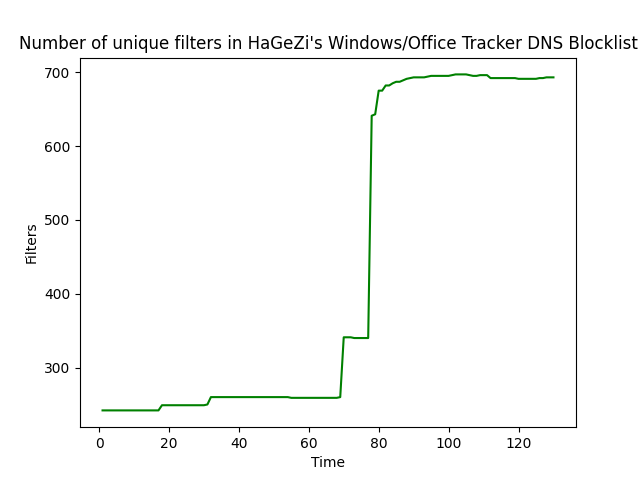 Number of unique filters in HaGeZi's Windows/Office Tracker DNS Blocklist
700
600
500
400
300
Filters
0 20 40 60 80 100 120
Time